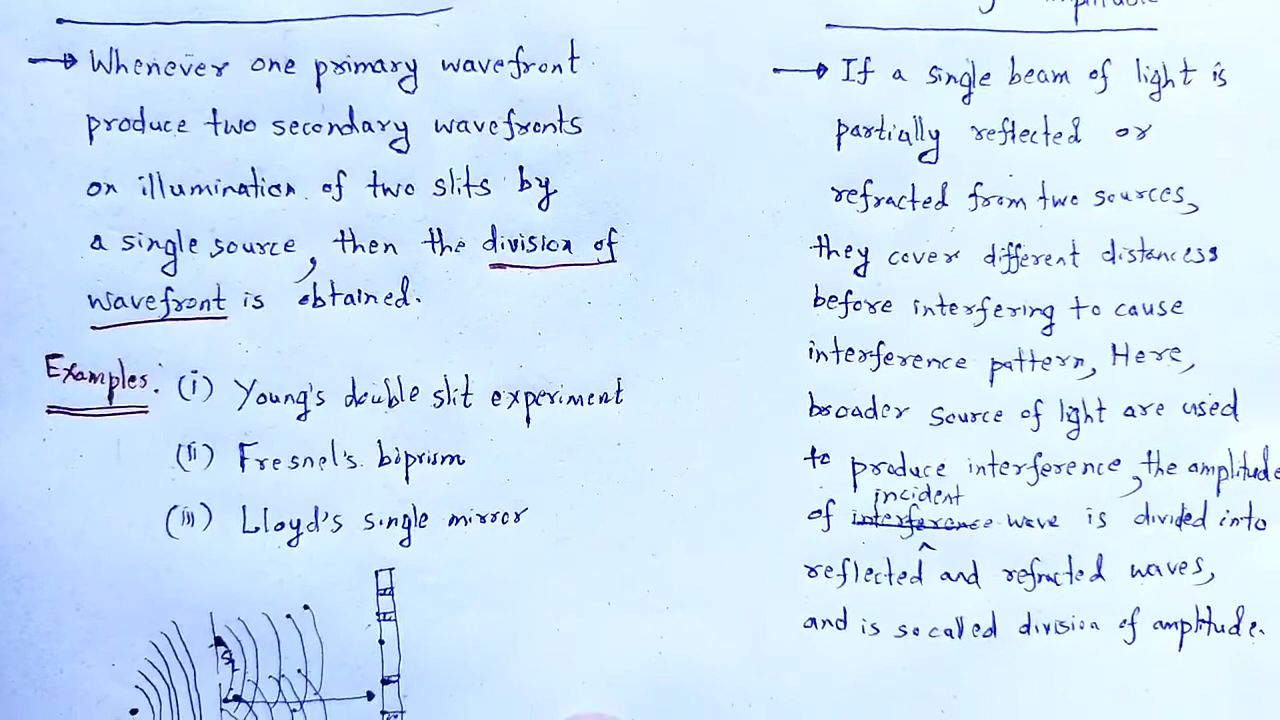 → Whenever one primary wavefront
produce two secondary wavefronts
on illumination of two slits by
a single source, then the division of
wavefront is obtained.
Examples: (i) Young's double slit experiment
(ii) Fresnel's biprism
(iii) Lloyd's single mirror
S1
→ If a single beam of light is
partially reflected or
refracted from two sources,
they cover different distancess
before interfering to cause
interference pattern, Here,
broader source of light are used
to produce interference, the amplitude
incident
of interference wave is divided into
reflected and refracted waves,
and is so called division of amplitude.